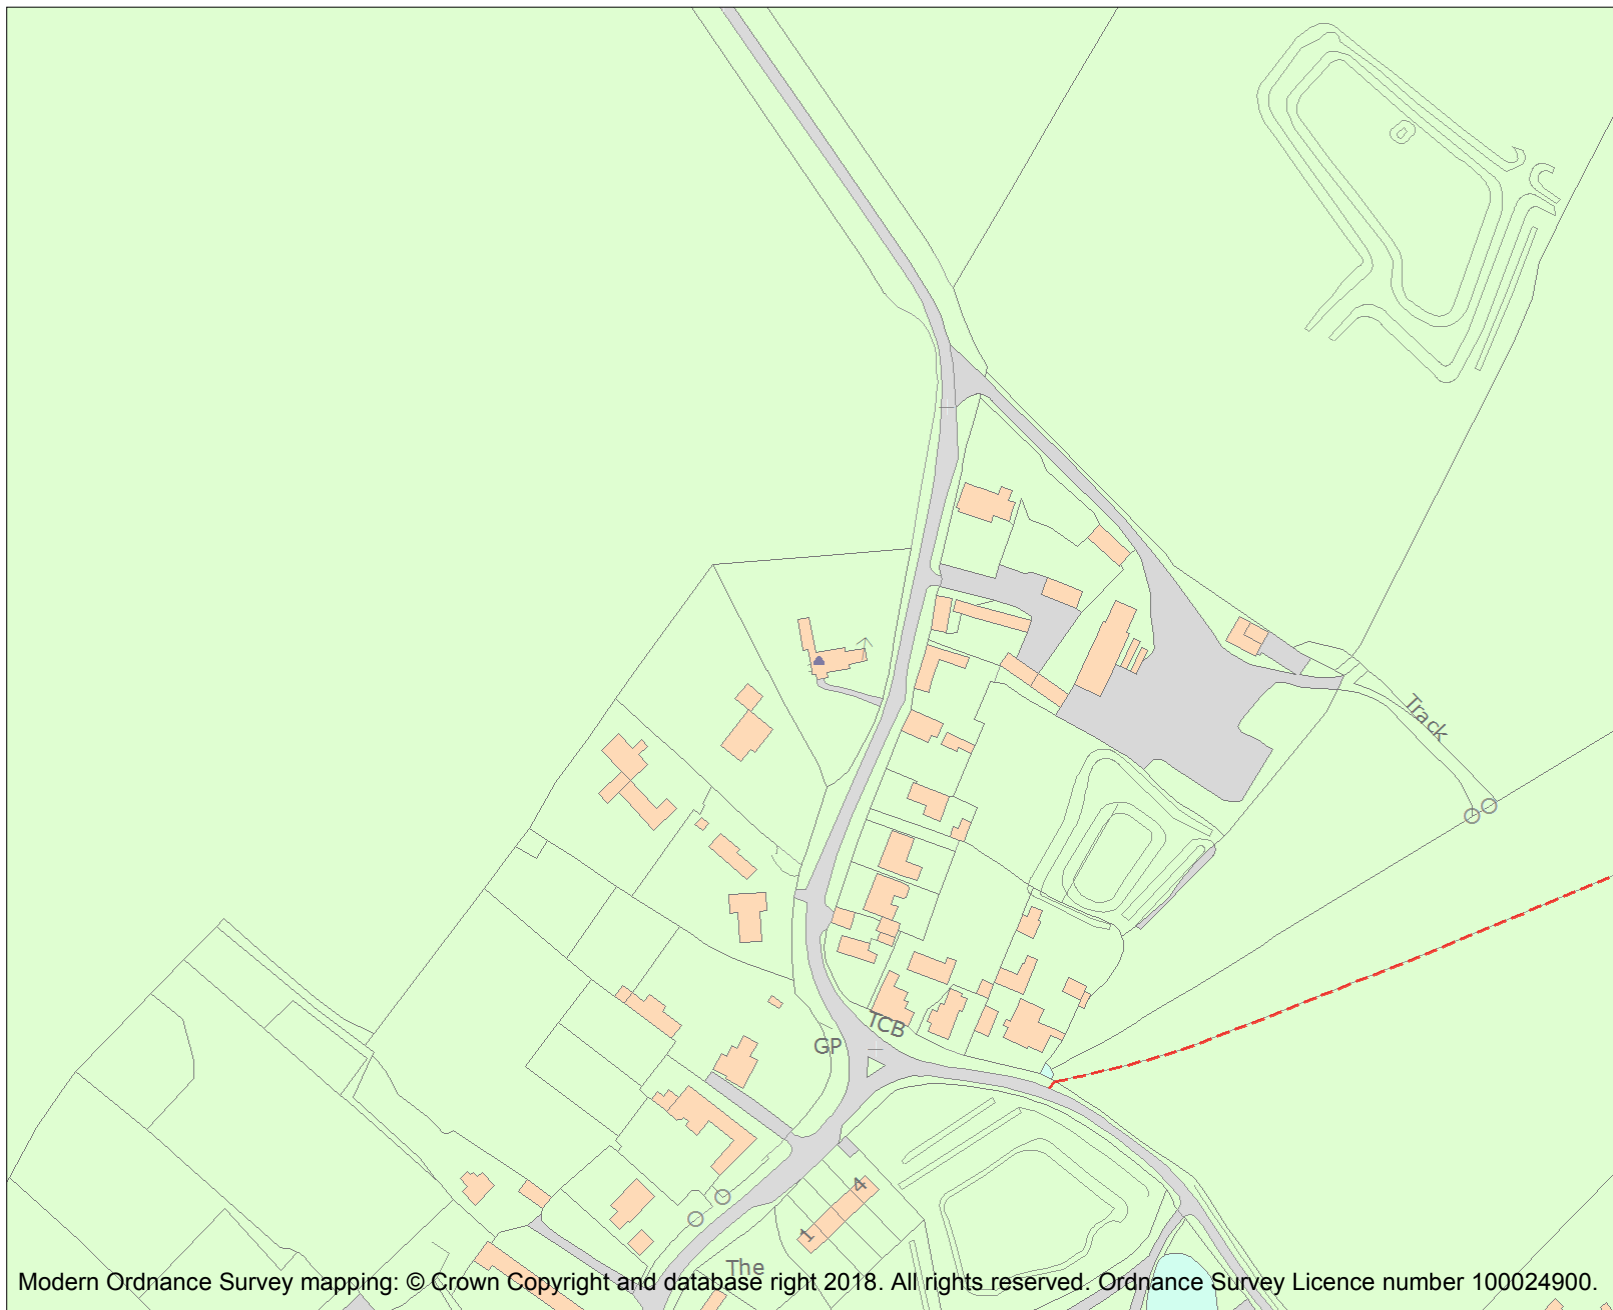 Track
TCB
GP
4
1
The
Modern Ordnance Survey mapping: © Crown Copyright and database right 2018. All rights reserved. Ordnance Survey Licence number 100024900.